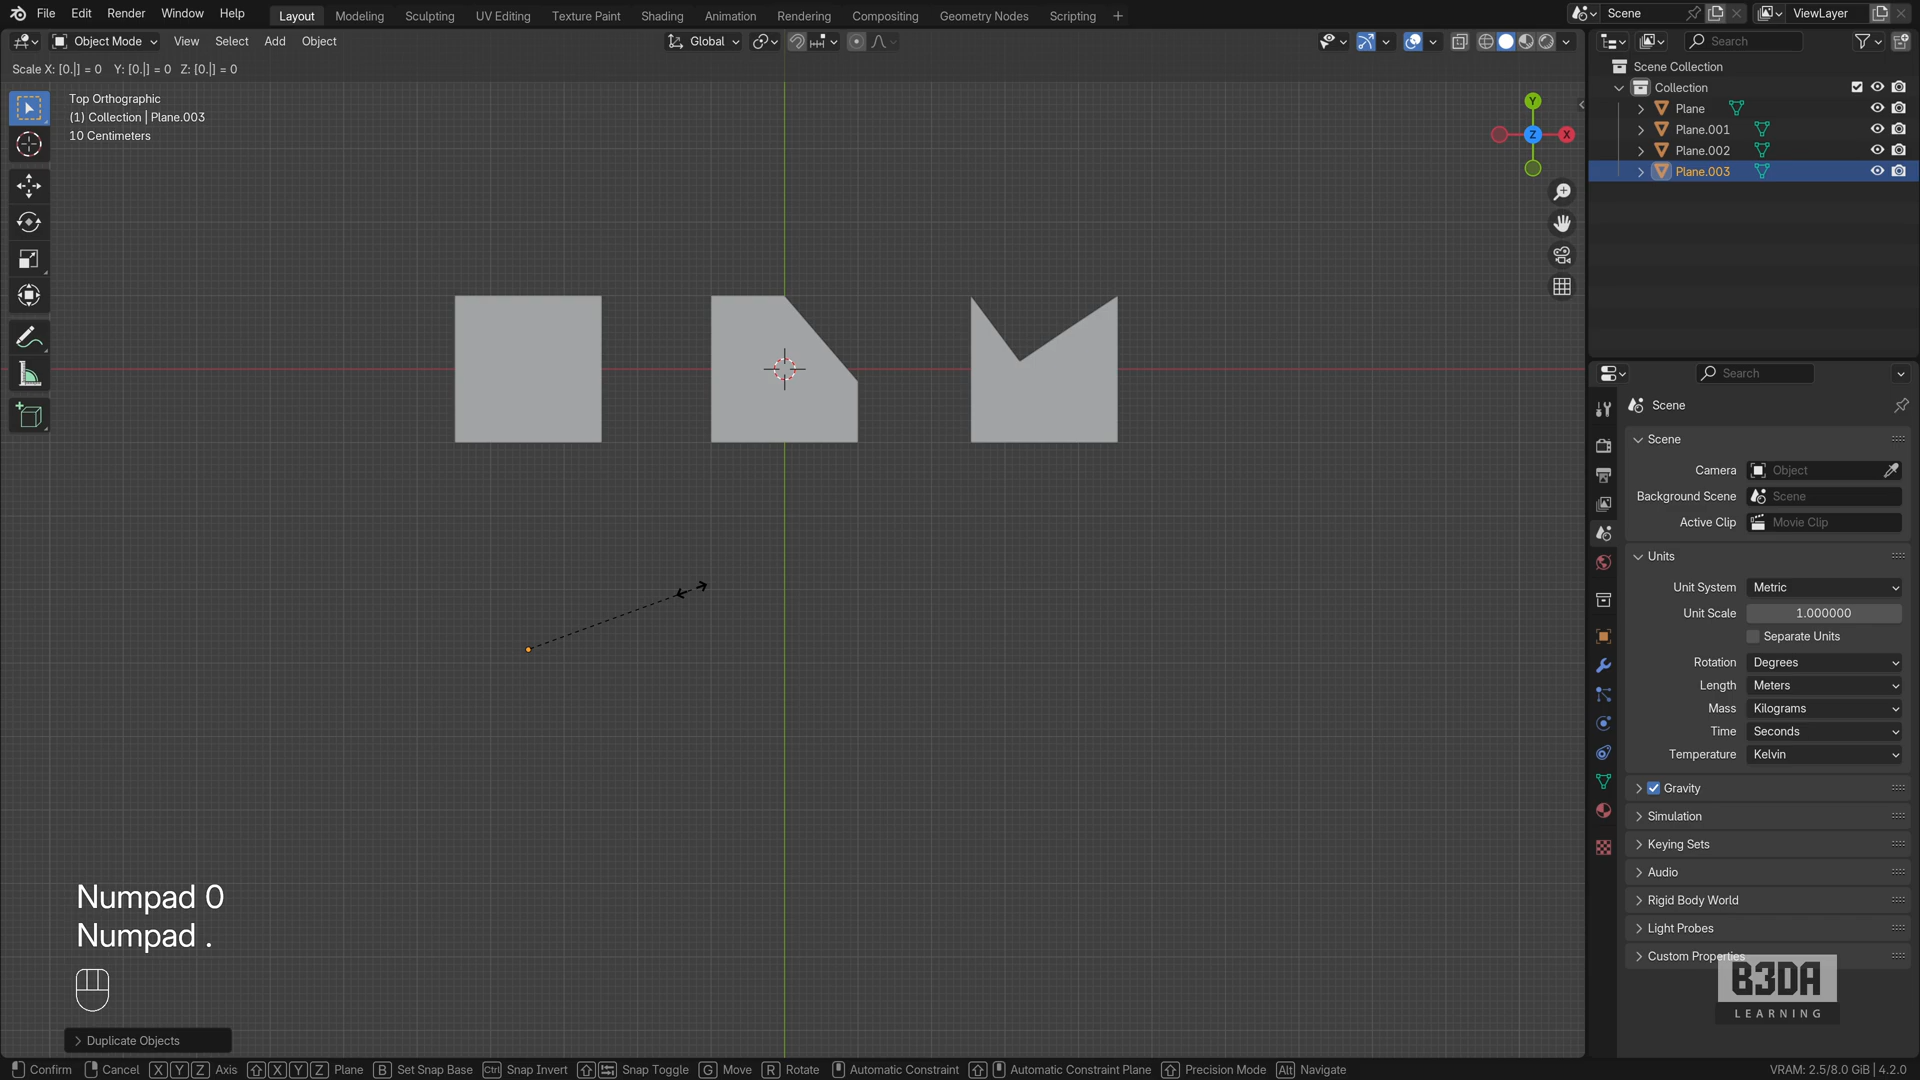 File Edit Render Window Help Layout Modeling Sculpting UV Editing Texture Paint Shading Animation Rendering Compositing Geometry Nodes Scripting + Scene ViewLayer
Object Mode View Select Add Object Global Search
Scale X: [0.|] = 0 Y: [0.|] = 0 Z: [0.|] = 0
Top Orthographic
(1) Collection | Plane.003
10 Centimeters
Y
Z
X
Scene Collection
Collection
Plane
Plane.001
Plane.002
Plane.003
Search
Scene
Scene
Camera Object
Background Scene Scene
Active Clip Movie Clip
Units
Unit System Metric
Unit Scale 1.000000
Separate Units
Rotation Degrees
Length Meters
Mass Kilograms
Time Seconds
Temperature Kelvin
Gravity
Simulation
Keying Sets
Audio
Rigid Body World
Light Probes
Custom Properties
B3DA
LEARNING
Numpad 0
Numpad .
Duplicate Objects
Confirm Cancel X Y Z Axis X Y Z Plane B Set Snap Base Ctrl Snap Invert Snap Toggle G Move R Rotate Automatic Constraint Automatic Constraint Plane Precision Mode Alt Navigate VRAM: 2.5/8.0 GiB | 4.2.0